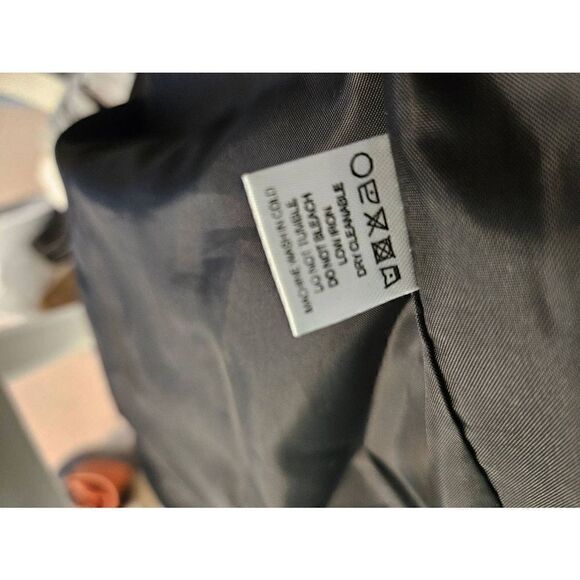 MACHINE WASH IN COLD
DO NOT TUMBLE
DO NOT BLEACH
LOW IRON
DRY CLEANABLE